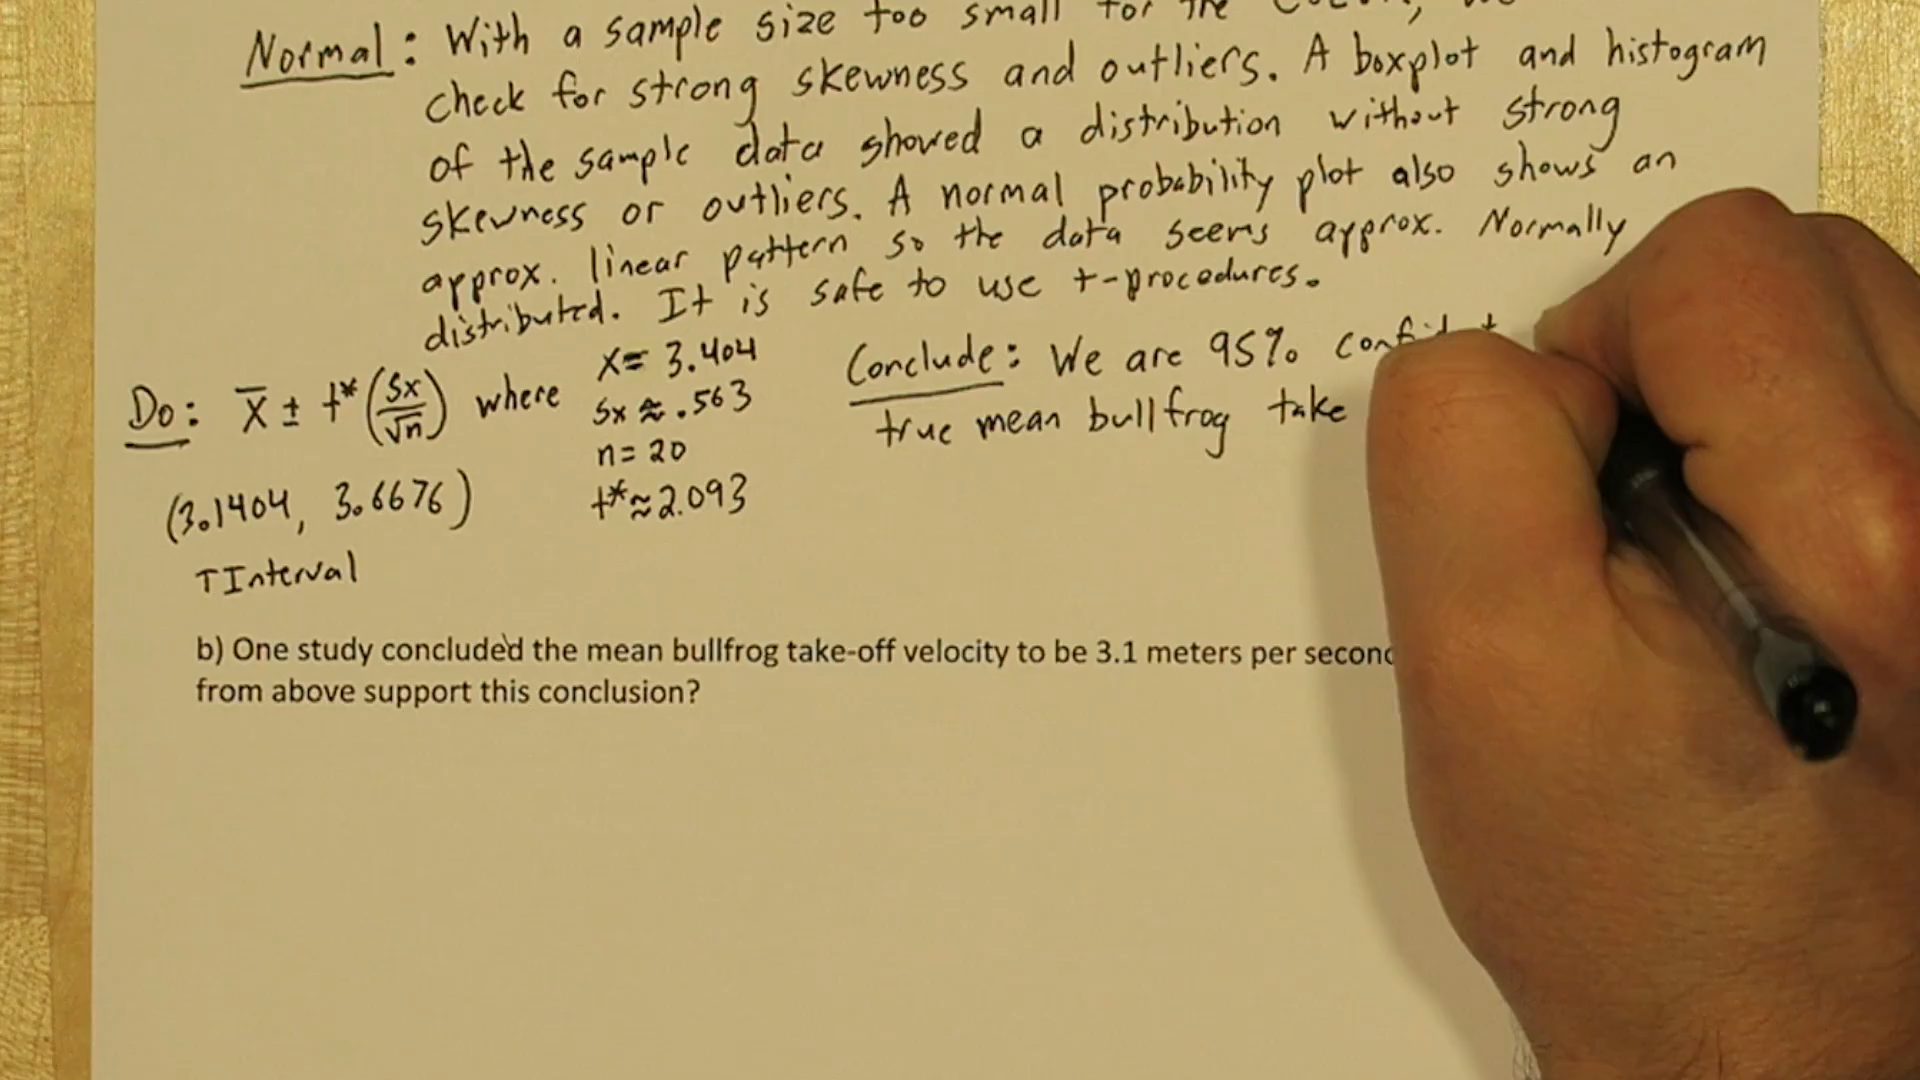 Normal: With a sample size too small for the
check for strong skewness and outliers. A boxplot and histogram
of the sample data showed a distribution without strong
skewness or outliers. A normal probability plot also shows an
approx. linear pattern so the data seems approx. Normally
distributed. It is safe to use t-procedures.
Do: x̄ ± t*(Sx/√n) where
x̄= 3.404
Sx ≈ .563
n= 20
t*≈2.093
(3.1404, 3.6676)
TInterval
Conclude: We are 95%
true mean bullfrog take
b) One study concluded the mean bullfrog take-off velocity to be 3.1 meters per second
from above support this conclusion?